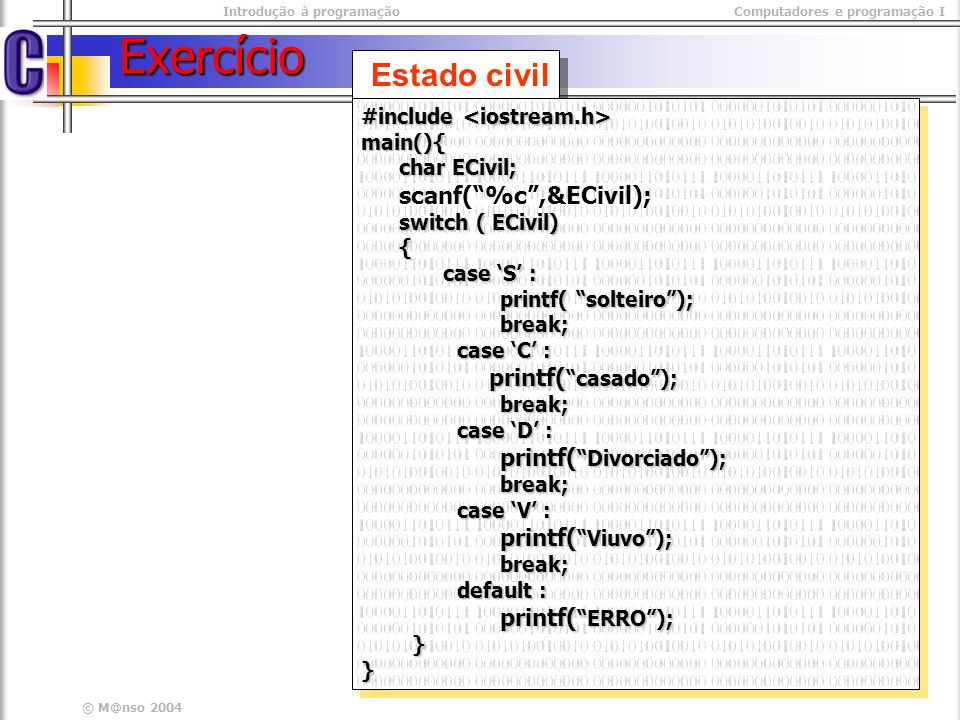 Introdução à programação
Computadores e programação I
C
Exercício
Estado civil
#include <iostream.h>
main(){
char ECivil;
scanf(“%c”,&ECivil);
switch ( ECivil)
{
case ‘S’ :
printf( “solteiro”);
break;
case ‘C’ :
printf(“casado”);
break;
case ‘D’ :
printf(“Divorciado”);
break;
case ‘V’ :
printf(“Viuvo”);
break;
default :
printf(“ERRO”);
}
}
© M@nso 2004